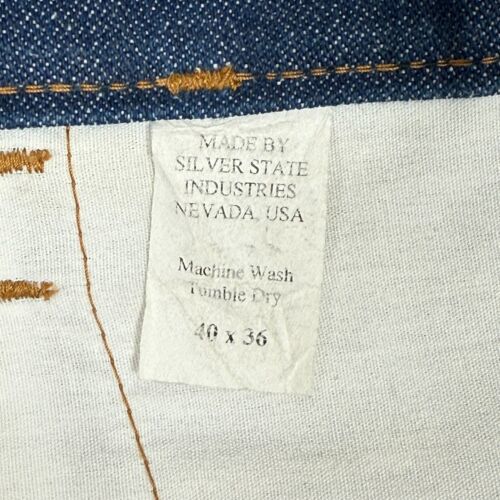 MADE BY
SILVER STATE
INDUSTRIES
NEVADA, USA
Machine Wash
Tumble Dry
40 x 36